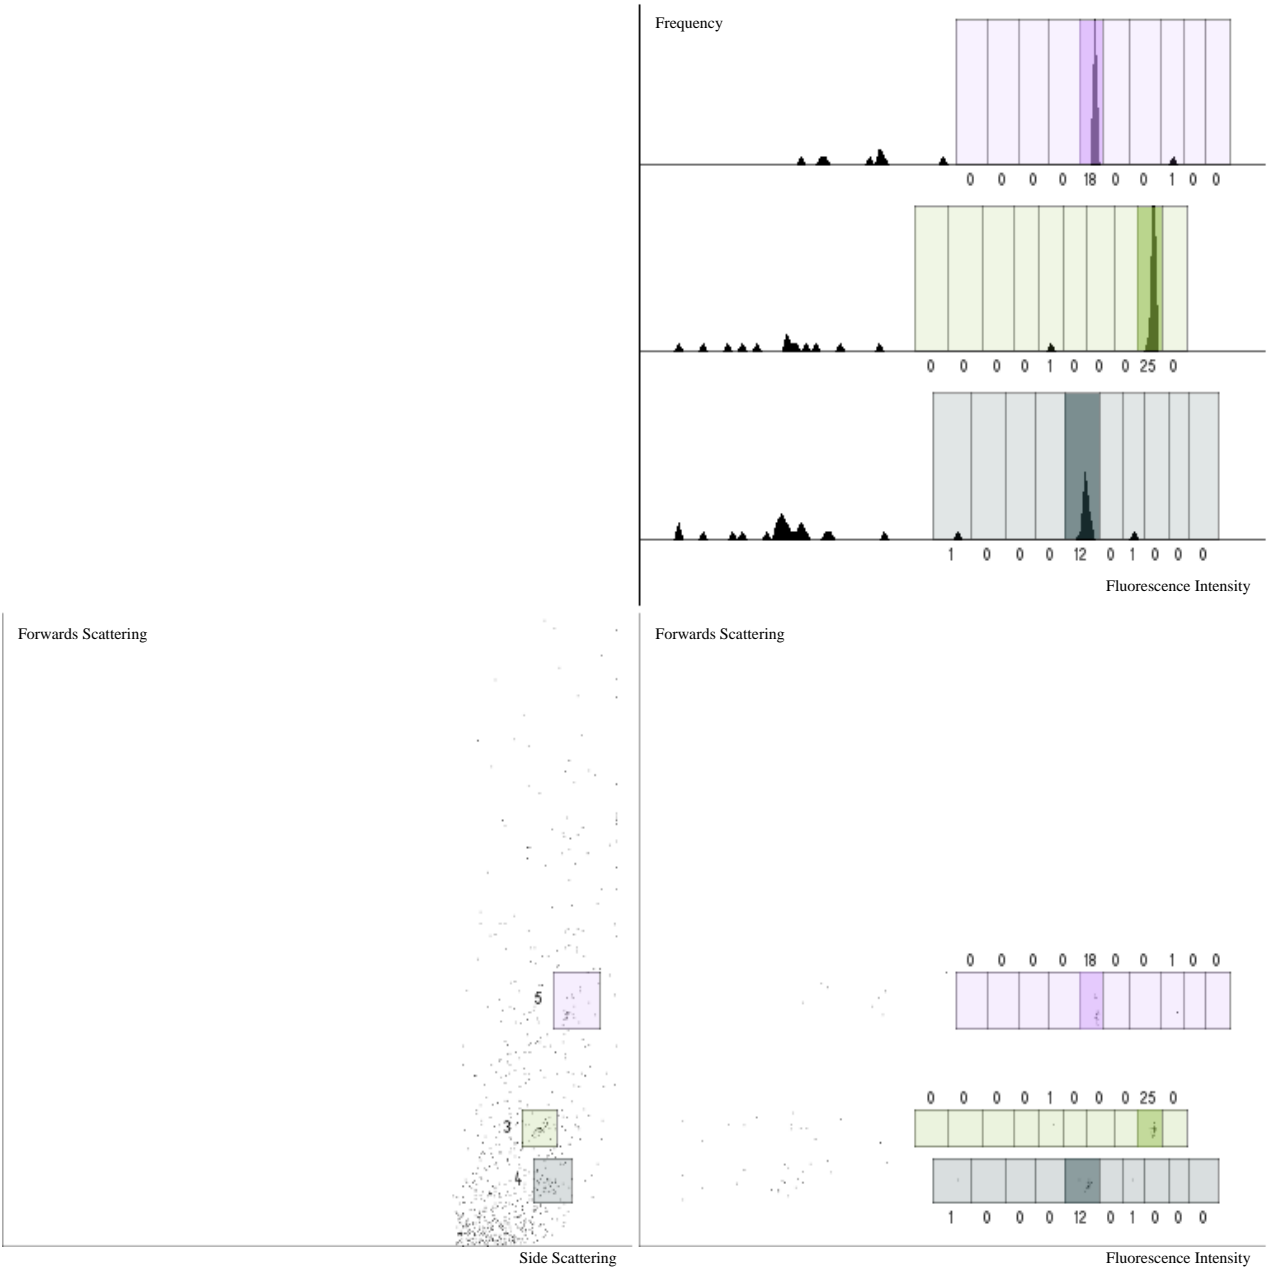 Frequency
0 0 0 0 18 0 0 1 0 0
0 0 0 0 1 0 0 0 25 0
1 0 0 0 12 0 1 0 0 0
Fluorescence Intensity
Forwards Scattering
5
3
4
Side Scattering
Forwards Scattering
0 0 0 0 18 0 0 1 0 0
0 0 0 0 1 0 0 0 25 0
1 0 0 0 12 0 1 0 0 0
Fluorescence Intensity